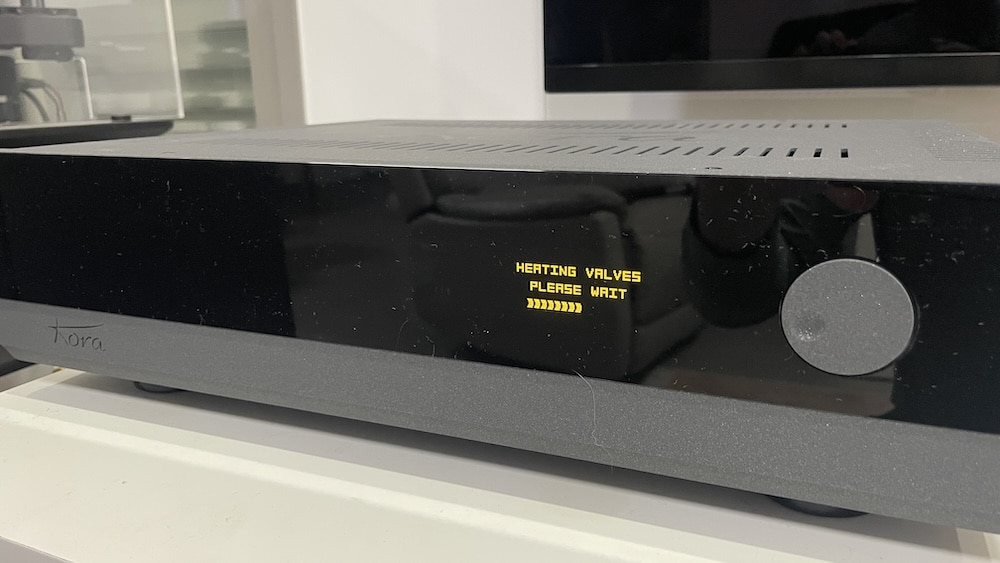 HEATING VALVES
PLEASE WAIT
Kora